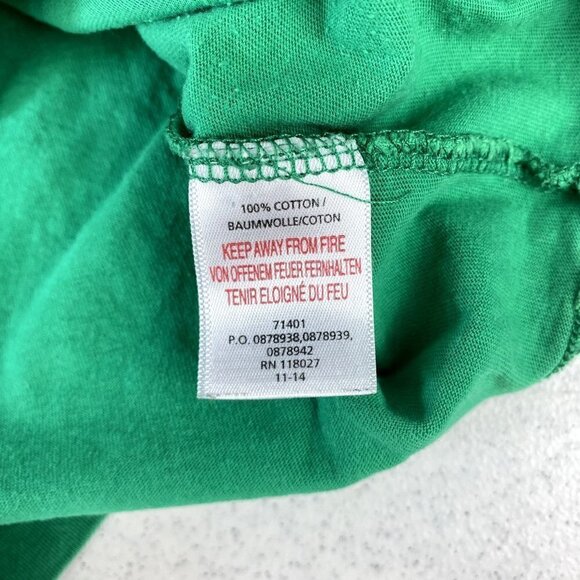 100% COTTON /
BAUMWOLLE/COTON
KEEP AWAY FROM FIRE
VON OFFENEM FEUER FERNHALTEN
TENIR ELOIGNÉ DU FEU
71401
P.O. 0878938,0878939,
0878942
RN 118027
11-14